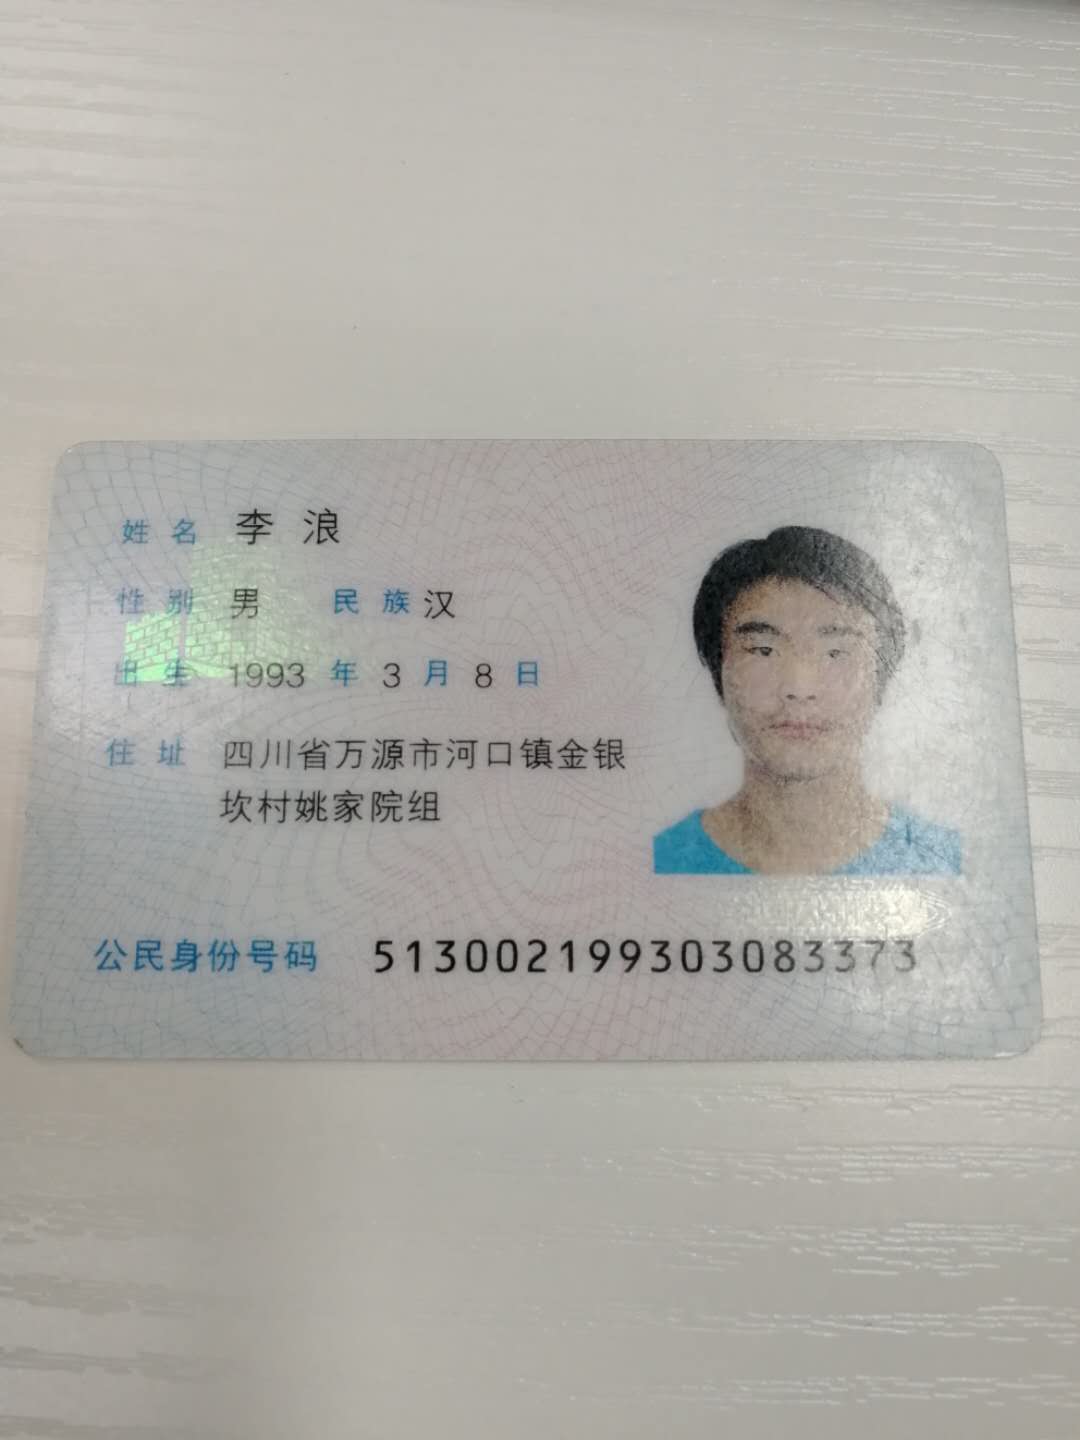 姓名 李浪
性别 男 民族 汉
出生 1993 年 3 月 8 日
住址 四川省万源市河口镇金银
坎村姚家院组
公民身份号码 513002199303083373